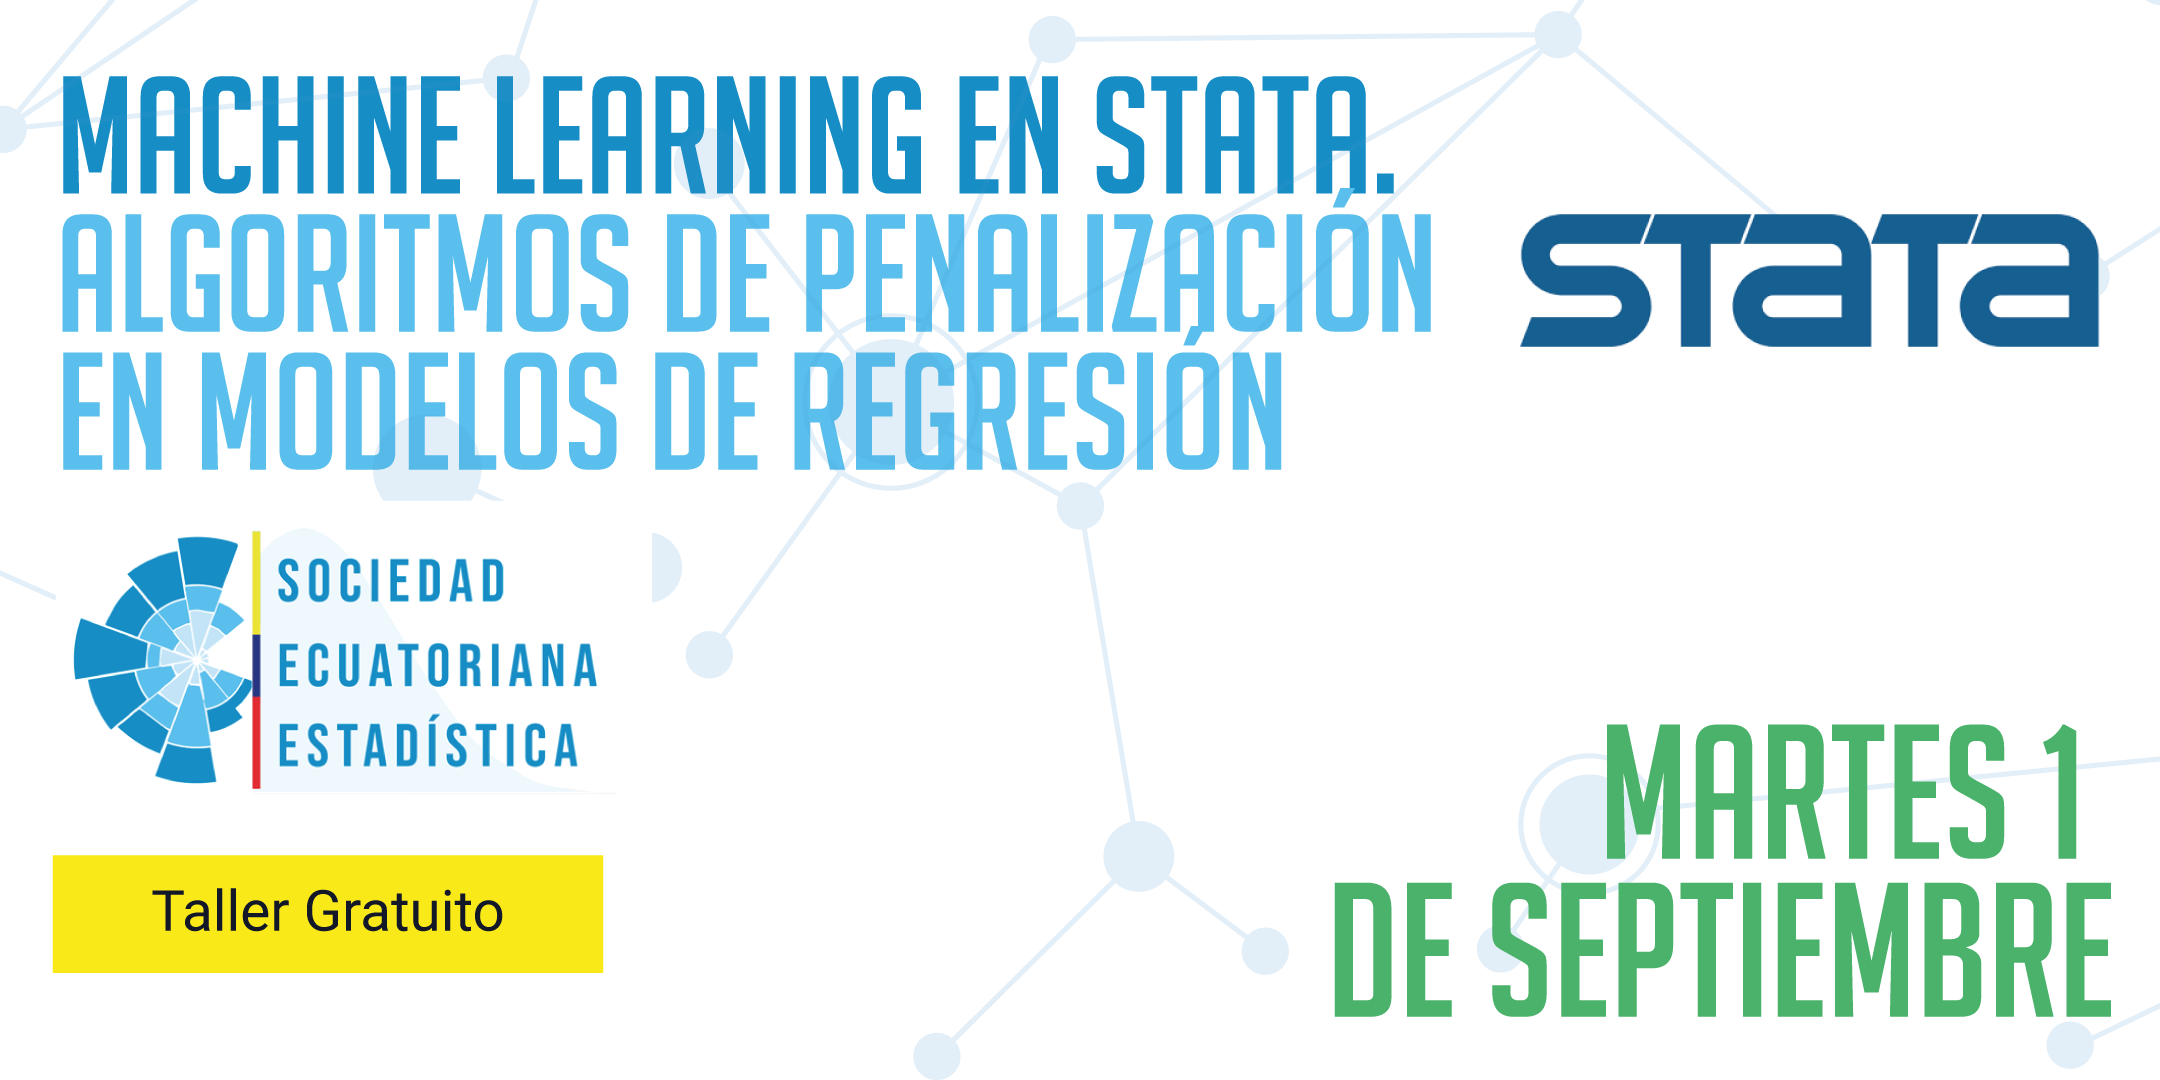 MACHINE LEARNING EN STATA.
ALGORITMOS DE PENALIZACIÓN
EN MODELOS DE REGRESIÓN
stata
SOCIEDAD
ECUATORIANA
ESTADÍSTICA
Taller Gratuito
MARTES 1
DE SEPTIEMBRE